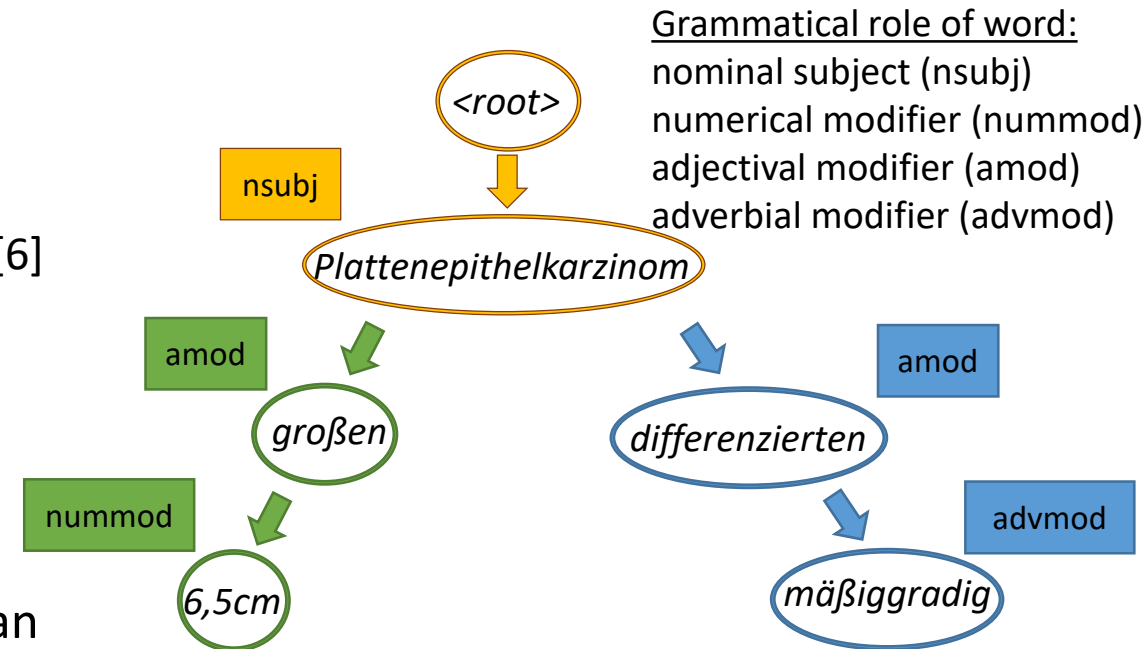 Grammatical role of word:
nominal subject (nsubj)
numerical modifier (nummod)
adjectival modifier (amod)
adverbial modifier (advmod)
<root>
nsubj
Plattenepithelkarzinom
[6]
amod
amod
großen
differenzierten
nummod
advmod
6,5cm
mäßiggradig
an